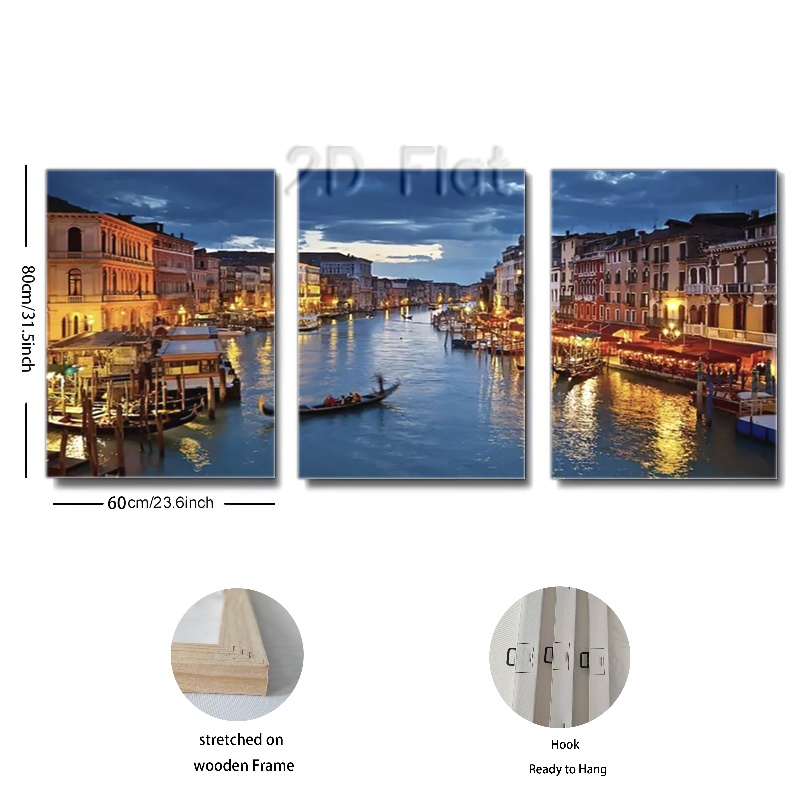 2D Flat
80cm/31.5inch
60cm/23.6inch
stretched on
wooden Frame
Hook
Ready to Hang